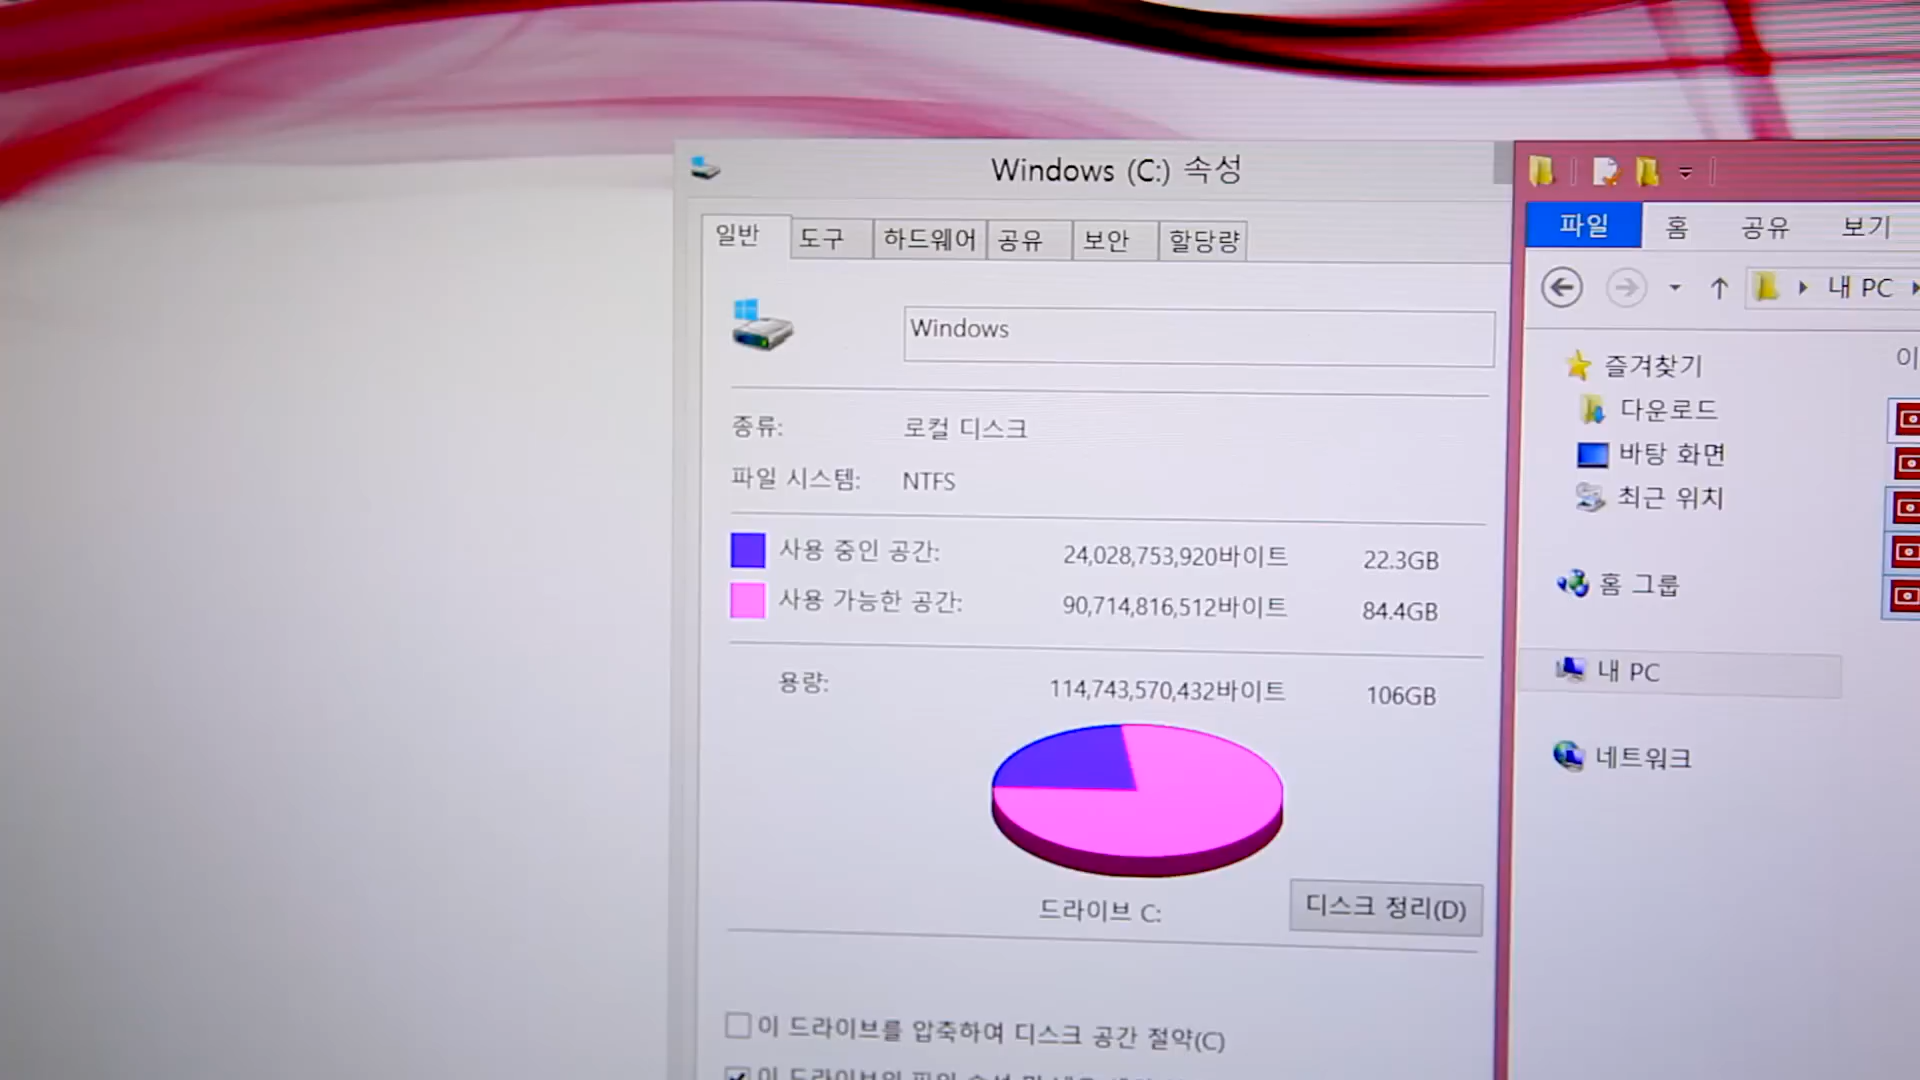 Windows (C:) 속성
일반 도구 하드웨어 공유 보안 할당량
Windows
종류: 로컬 디스크
파일 시스템: NTFS
사용 중인 공간: 24,028,753,920바이트 22.3GB
사용 가능한 공간: 90,714,816,512바이트 84.4GB
용량: 114,743,570,432바이트 106GB
드라이브 C:
디스크 정리(D)
이 드라이브를 압축하여 디스크 공간 절약(C)
파일 홈 공유 보기
내 PC
즐겨찾기
다운로드
바탕 화면
최근 위치
홈 그룹
내 PC
네트워크